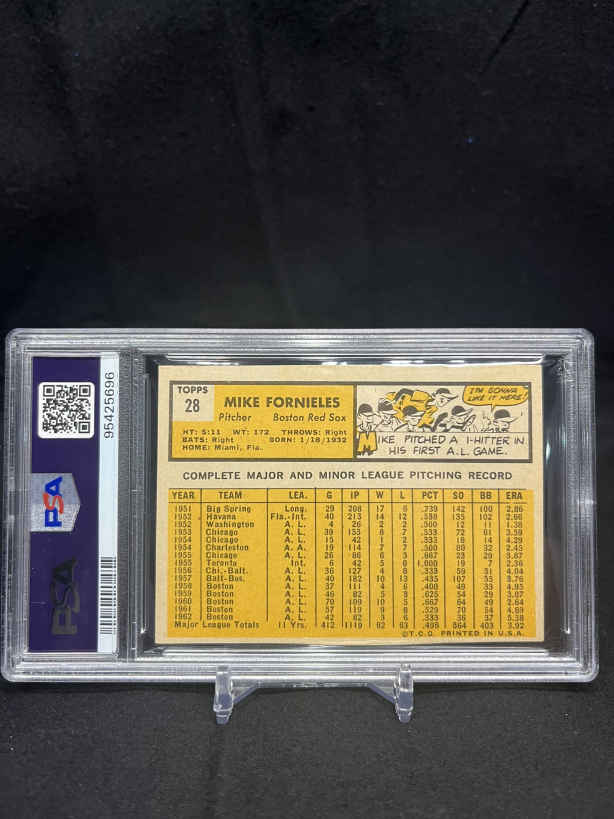 PSA
95425696
PSA
TOPPS
28
MIKE FORNIELES
Pitcher Boston Red Sox
HT: 5:11 WT: 172 THROWS: Right
BATS: Right BORN: 1/18/1932
HOME: Miami, Fla.
I'M GONNA
LIKE IT HERE!
MIKE PITCHED A 1-HITTER IN
HIS FIRST A.L. GAME.
COMPLETE MAJOR AND MINOR LEAGUE PITCHING RECORD
YEAR TEAM LEA. G IP W L PCT SO BB ERA
1951 Big Spring Long. 29 208 17 6 .739 142 100 2.86
1952 Havana Fla.-Int. 40 213 14 12 .538 135 102 2.66
1952 Washington A. L. 4 26 2 2 .500 12 11 1.38
1953 Chicago A. L. 39 153 8 7 .533 72 61 3.59
1954 Chicago A. L. 15 42 1 2 .333 18 14 4.29
1954 Charleston A. A. 19 114 7 7 .500 80 32 2.45
1955 Chicago A. L. 26 86 6 3 .667 23 29 3.87
1955 Toronto Int. 6 42 5 0 1.000 19 7 2.36
1956 Chi.-Balt. A. L. 36 127 4 8 .333 59 31 4.04
1957 Balt-Bos. A. L. 40 182 10 13 .435 107 55 3.76
1958 Boston A. L. 37 111 4 6 .400 49 33 4.95
1959 Boston A. L. 46 82 5 3 .625 54 29 3.07
1960 Boston A. L. 70 109 10 5 .667 64 49 2.64
1961 Boston A. L. 57 119 9 8 .529 70 54 4.69
1962 Boston A. L. 42 82 3 6 .333 36 37 5.38
Major League Totals 11 Yrs. 412 1119 62 63 .496 564 403 3.92
©T.C.G. PRINTED IN U.S.A.